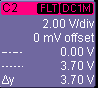 C2 FLT DC1M
2.00 V/div
0 mV offset
----- 0.00 V
----- 3.70 V
Δy 3.70 V